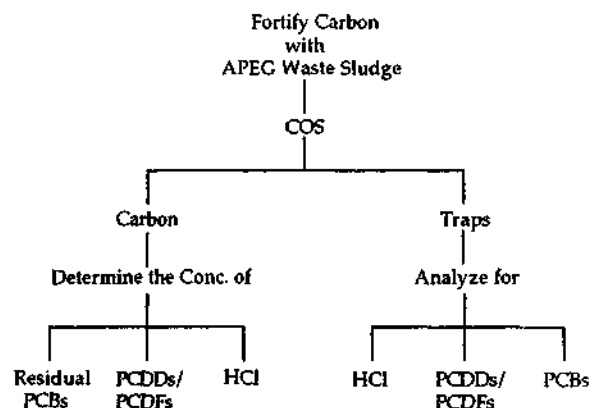 Fortify Carbon
with
APEG Waste Sludge
COS
Carbon
Traps
Determine the Conc. of
Analyze for
Residual
PCBs
PCDDs/
PCDFs
HCl
HCl
PCDDs/
PCDFs
PCBs